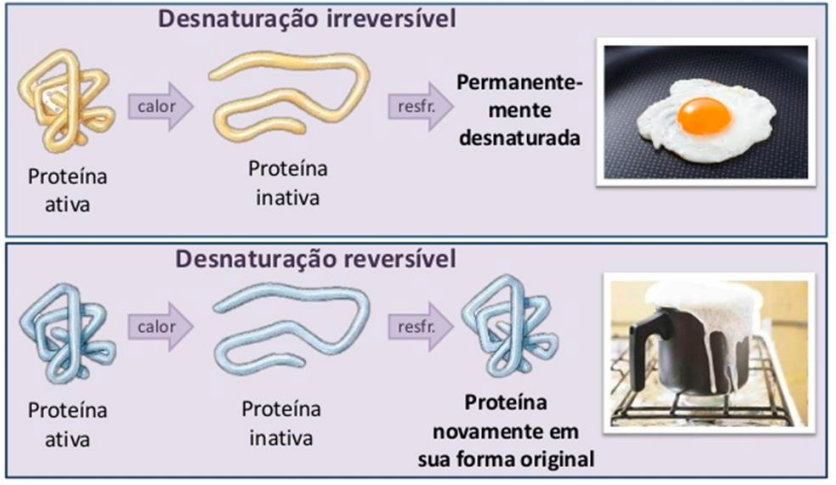 Desnaturação irreversível
calor
resfr.
Permanente-
mente
desnaturada
Proteína
ativa
Proteína
inativa
Desnaturação reversível
calor
resfr.
Proteína
ativa
Proteína
inativa
Proteína
novamente em
sua forma original